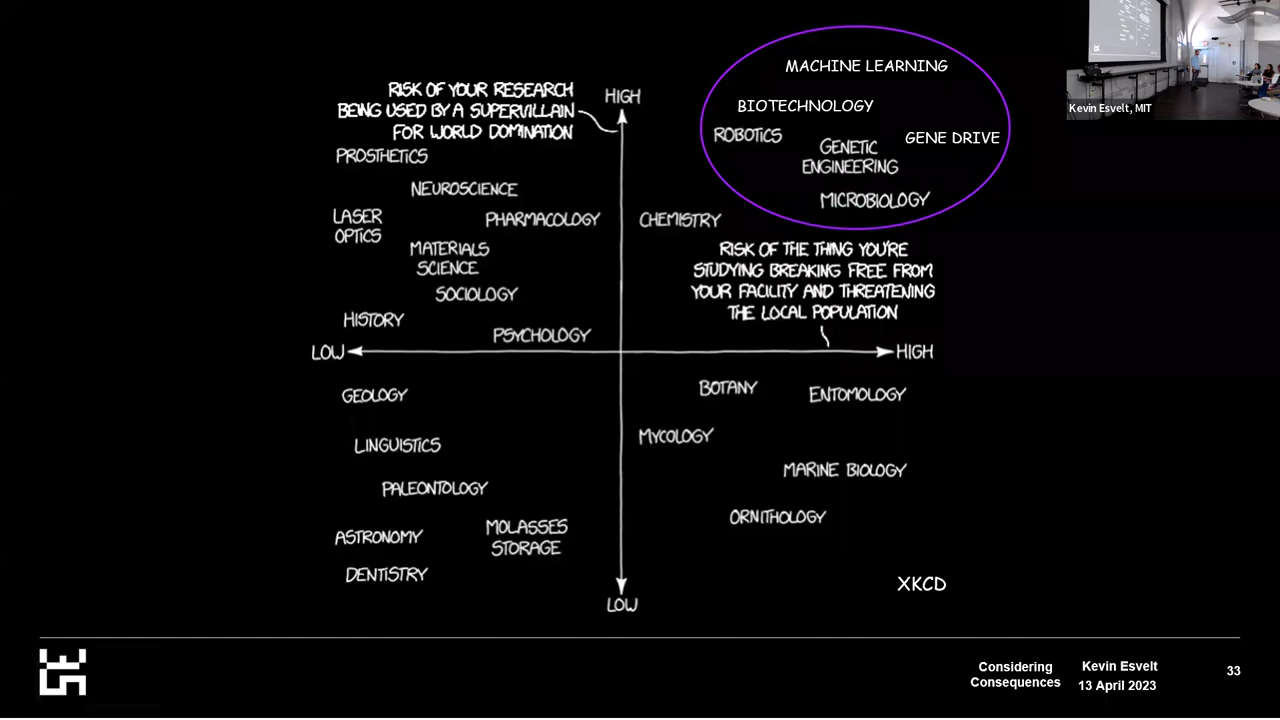 MACHINE LEARNING
Kevin Esvelt, MIT
RISK OF YOUR RESEARCH
BEING USED BY A SUPERVILLAIN
FOR WORLD DOMINATION
HIGH
BIOTECHNOLOGY
ROBOTICS
GENETIC
ENGINEERING
GENE DRIVE
PROSTHETICS
NEUROSCIENCE
MICROBIOLOGY
LASER
OPTICS
PHARMACOLOGY
CHEMISTRY
MATERIALS
SCIENCE
RISK OF THE THING YOU'RE
STUDYING BREAKING FREE FROM
YOUR FACILITY AND THREATENING
THE LOCAL POPULATION
SOCIOLOGY
HISTORY
PSYCHOLOGY
LOW
HIGH
GEOLOGY
BOTANY
ENTOMOLOGY
LINGUISTICS
MYCOLOGY
MARINE BIOLOGY
PALEONTOLOGY
ORNITHOLOGY
ASTRONOMY
MOLASSES
STORAGE
DENTISTRY
XKCD
LOW
Considering
Consequences
Kevin Esvelt
13 April 2023
33